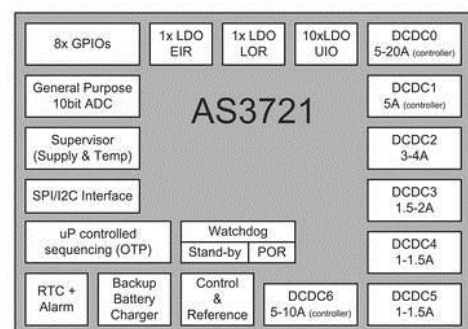 8x GPIOs
1x LDO
EIR
1x LDO
LOR
10xLDO
UIO
DCDC0
5-20A (controller)
General Purpose
10bit ADC
AS3721
DCDC1
5A (controller)
Supervisor
(Supply & Temp)
DCDC2
3-4A
SPI/I2C Interface
DCDC3
1.5-2A
uP controlled
sequencing (OTP)
Watchdog
Stand-by
POR
DCDC4
1-1.5A
RTC +
Alarm
Backup
Battery
Charger
Control
&
Reference
DCDC6
5-10A (controller)
DCDC5
1-1.5A